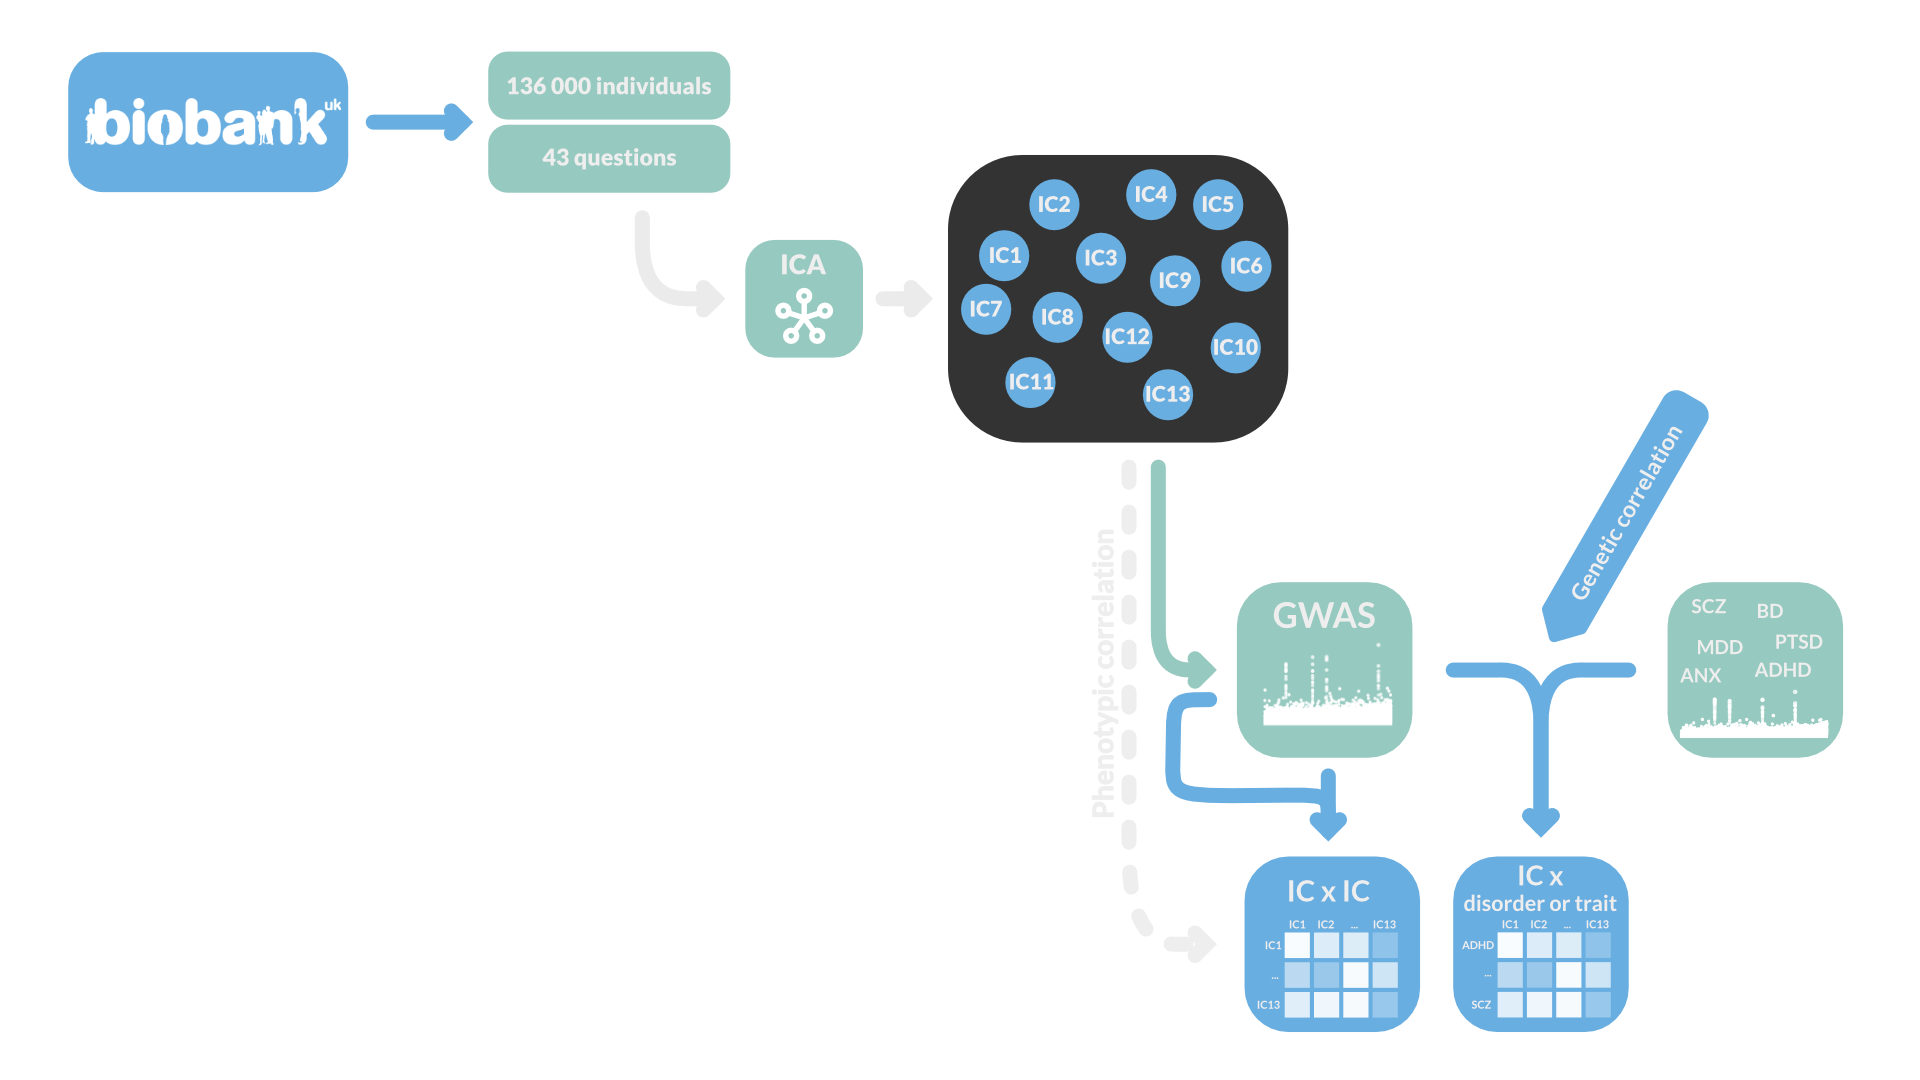 biobank uk
136 000 individuals
43 questions
ICA
IC1
IC2
IC3
IC4
IC5
IC6
IC7
IC8
IC9
IC10
IC11
IC12
IC13
Phenotypic correlation
GWAS
Genetic correlation
SCZ
BD
MDD
PTSD
ANX
ADHD
IC x IC
IC1 IC2 ... IC13
IC1
...
IC13
IC x
disorder or trait
IC1 IC2 ... IC13
ADHD
...
SCZ